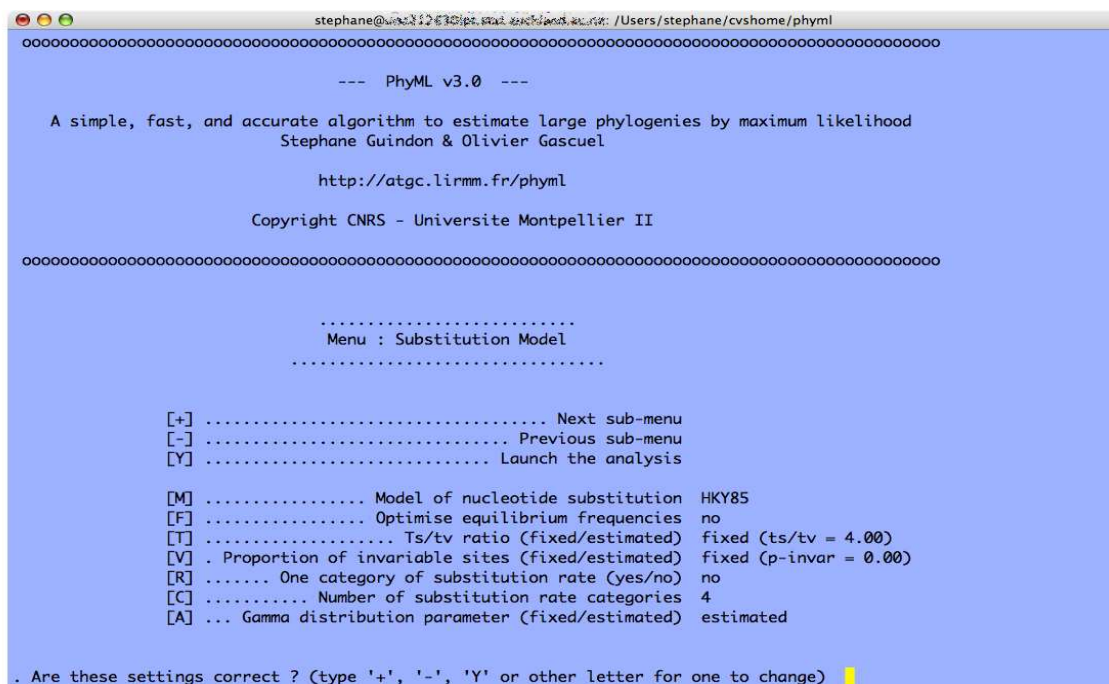 stephane@ : /Users/stephane/cvshome/phyml
oooooooooooooooooooooooooooooooooooooooooooooooooooooooooooooooooooooooooooooooooooooooooooooooo
--- PhyML v3.0 ---
A simple, fast, and accurate algorithm to estimate large phylogenies by maximum likelihood
Stephane Guindon & Olivier Gascuel
http://atgc.lirmm.fr/phyml
Copyright CNRS - Universite Montpellier II
oooooooooooooooooooooooooooooooooooooooooooooooooooooooooooooooooooooooooooooooooooooooooooooooo
...........................
Menu : Substitution Model
.................................
[+] .................................... Next sub-menu
[-] ................................ Previous sub-menu
[Y] .............................. Launch the analysis
[M] ................. Model of nucleotide substitution HKY85
[F] ................. Optimise equilibrium frequencies no
[T] .................... Ts/tv ratio (fixed/estimated) fixed (ts/tv = 4.00)
[V] . Proportion of invariable sites (fixed/estimated) fixed (p-invar = 0.00)
[R] ....... One category of substitution rate (yes/no) no
[C] ........... Number of substitution rate categories 4
[A] ... Gamma distribution parameter (fixed/estimated) estimated
. Are these settings correct ? (type '+', '-', 'Y' or other letter for one to change)